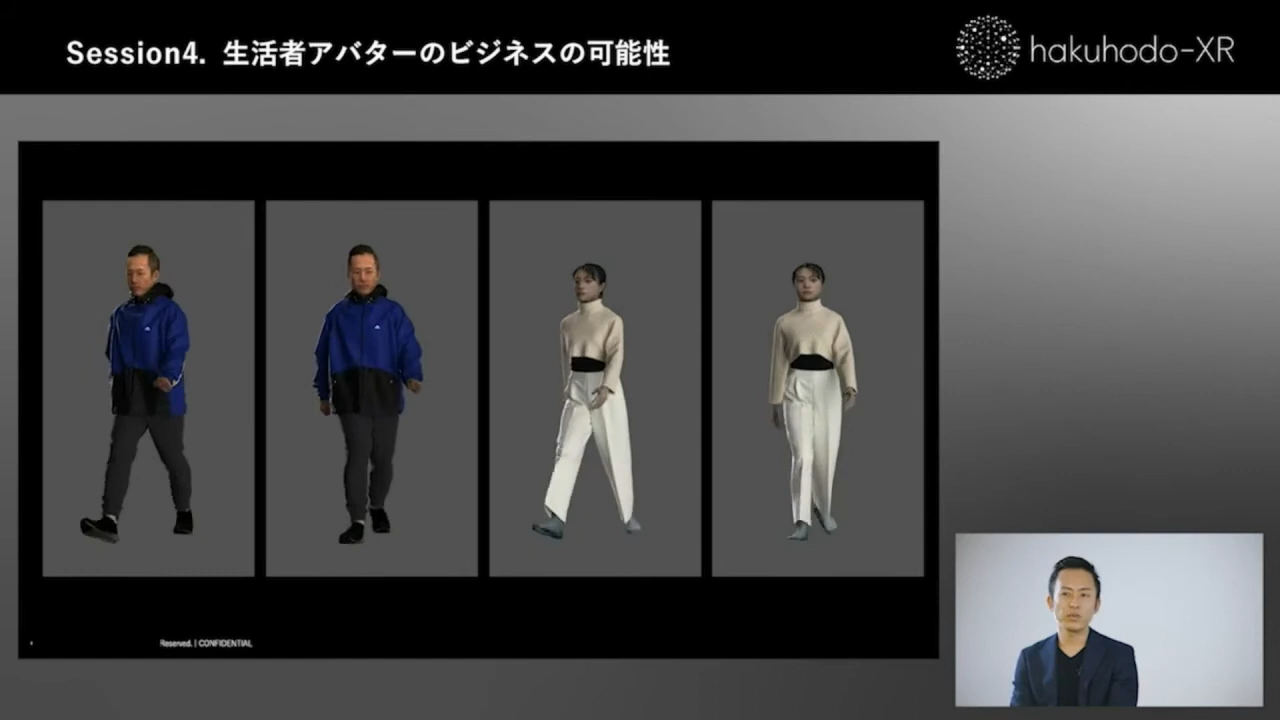 Session4. 生活者アバターのビジネスの可能性
hakuhodo-XR
Reserved. | CONFIDENTIAL